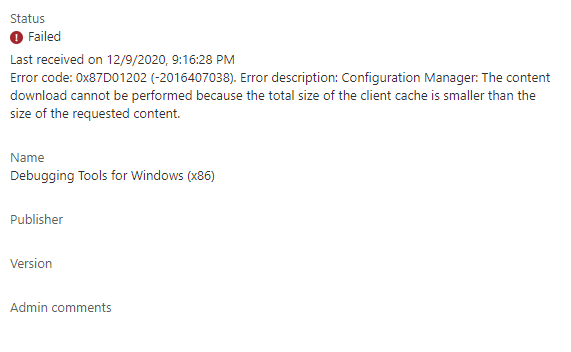 Status
Failed
Last received on 12/9/2020, 9:16:28 PM
Error code: 0x87D01202 (-2016407038). Error description: Configuration Manager: The content
download cannot be performed because the total size of the client cache is smaller than the
size of the requested content.
Name
Debugging Tools for Windows (x86)
Publisher
Version
Admin comments